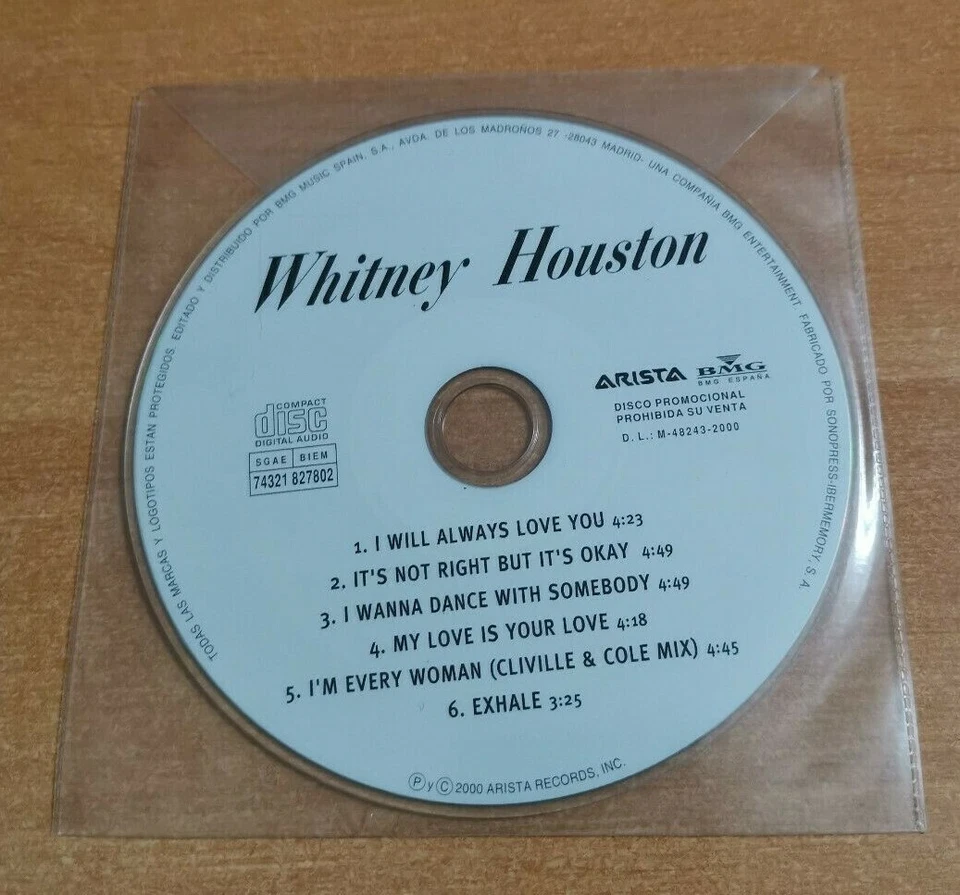 TODAS LAS MARCAS Y LOGOTIPOS ESTAN PROTEGIDOS. EDITADO Y DISTRIBUIDO POR BMG MUSIC SPAIN, S.A., AVDA. DE LOS MADROÑOS 27 -28043 MADRID- UNA COMPAÑIA BMG ENTERTAINMENT FABRICADO POR SONOPRESS-IBERMEMORY, S. A.
Whitney Houston
ARISTA BMG
BMG ESPAÑA
DISCO PROMOCIONAL
PROHIBIDA SU VENTA
D. L.: M-48243-2000
COMPACT
disc
DIGITAL AUDIO
SGAE BIEM
74321 827802
1. I WILL ALWAYS LOVE YOU 4:23
2. IT'S NOT RIGHT BUT IT'S OKAY 4:49
3. I WANNA DANCE WITH SOMEBODY 4:49
4. MY LOVE IS YOUR LOVE 4:18
5. I'M EVERY WOMAN (CLIVILLE & COLE MIX) 4:45
6. EXHALE 3:25
Ⓟ y © 2000 ARISTA RECORDS, INC.